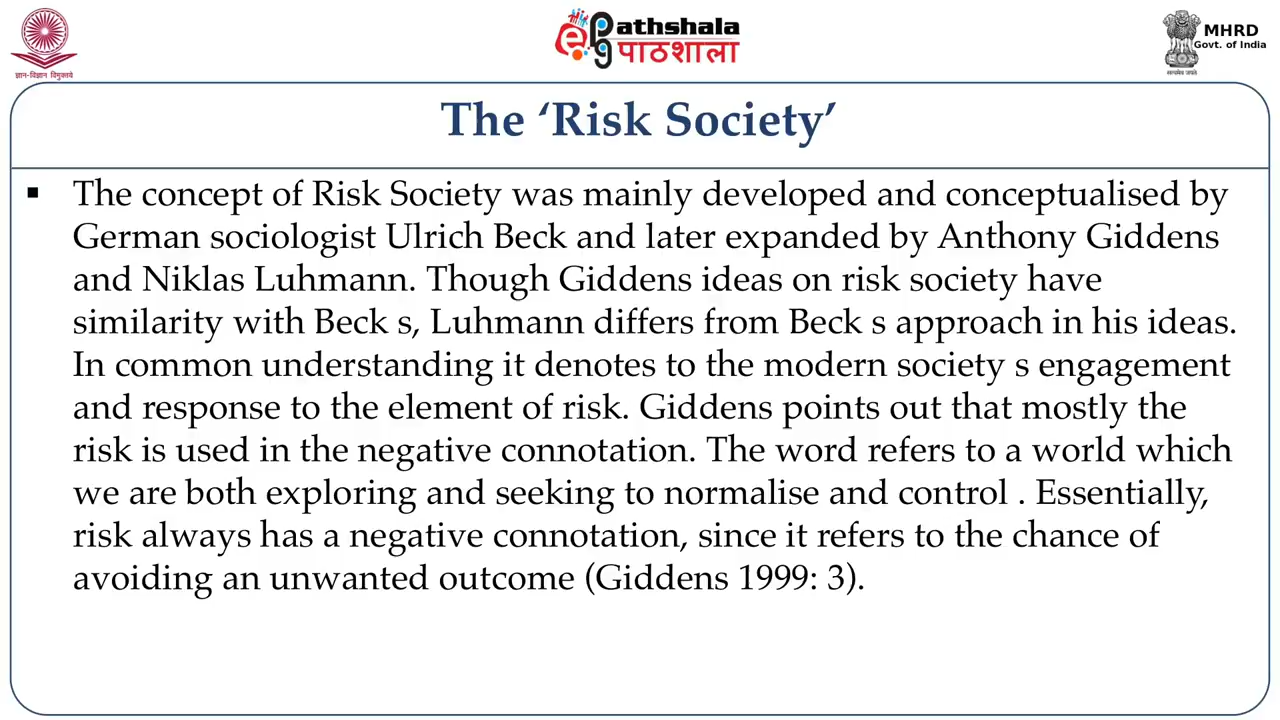 ज्ञान-विज्ञान विमुक्तये
epg Pathshala
पाठशाला
MHRD
Govt. of India
सत्यमेव जयते
The ‘Risk Society’
▪ The concept of Risk Society was mainly developed and conceptualised by
German sociologist Ulrich Beck and later expanded by Anthony Giddens
and Niklas Luhmann. Though Giddens ideas on risk society have
similarity with Beck s, Luhmann differs from Beck s approach in his ideas.
In common understanding it denotes to the modern society s engagement
and response to the element of risk. Giddens points out that mostly the
risk is used in the negative connotation. The word refers to a world which
we are both exploring and seeking to normalise and control . Essentially,
risk always has a negative connotation, since it refers to the chance of
avoiding an unwanted outcome (Giddens 1999: 3).